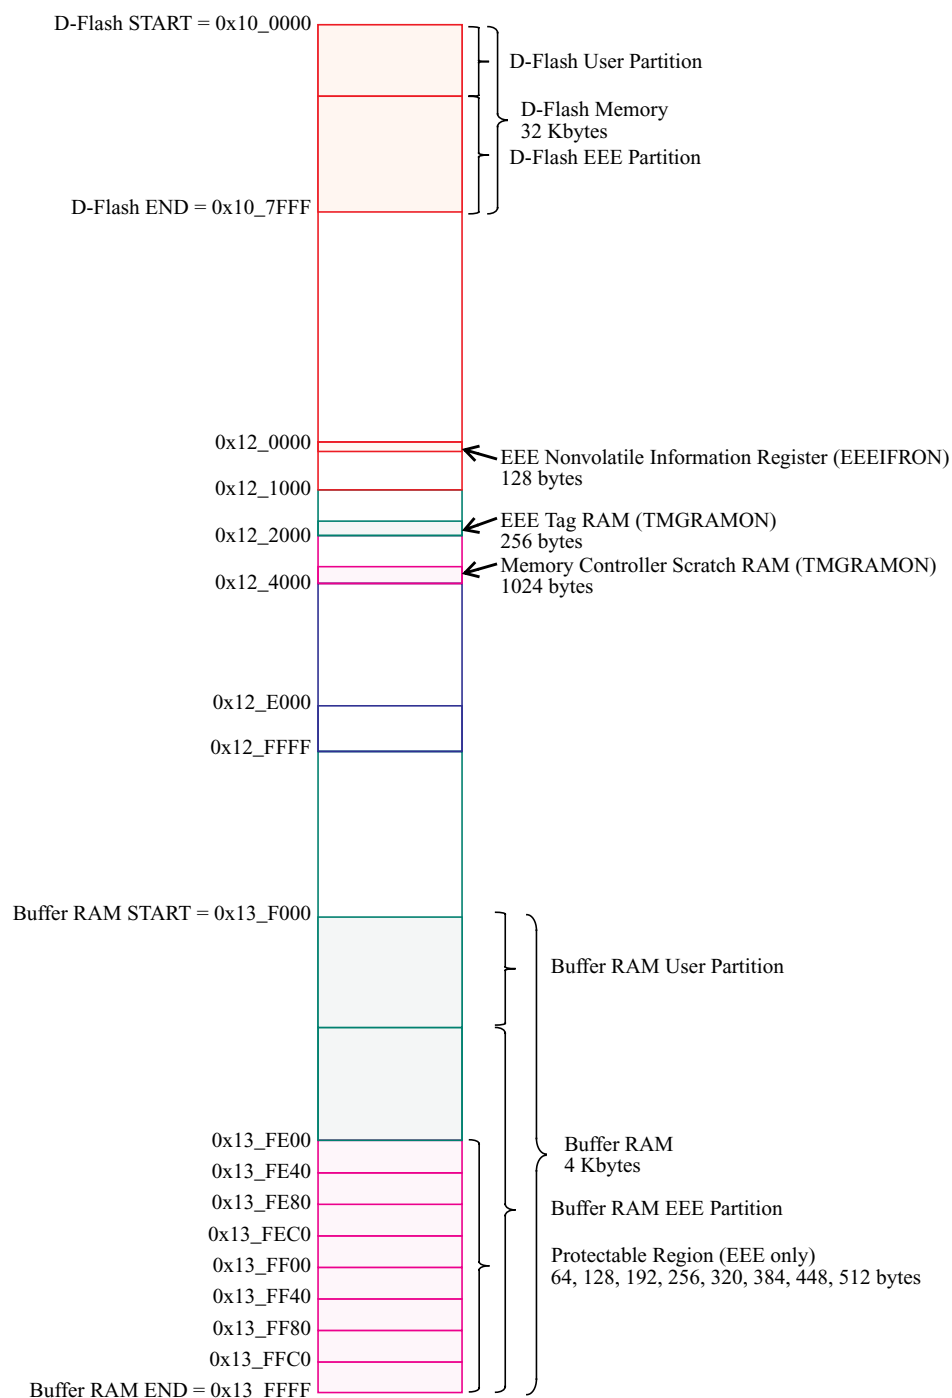 D-Flash START = 0x10_0000
D-Flash User Partition
D-Flash Memory
32 Kbytes
D-Flash EEE Partition
D-Flash END = 0x10_7FFF
0x12_0000
EEE Nonvolatile Information Register (EEEIFRON)
128 bytes
0x12_1000
EEE Tag RAM (TMGRAMON)
256 bytes
0x12_2000
Memory Controller Scratch RAM (TMGRAMON)
1024 bytes
0x12_4000
0x12_E000
0x12_FFFF
Buffer RAM START = 0x13_F000
Buffer RAM User Partition
0x13_FE00
Buffer RAM
4 Kbytes
0x13_FE40
0x13_FE80
Buffer RAM EEE Partition
0x13_FEC0
Protectable Region (EEE only)
64, 128, 192, 256, 320, 384, 448, 512 bytes
0x13_FF00
0x13_FF40
0x13_FF80
0x13_FFC0
Buffer RAM END = 0x13_FFFF